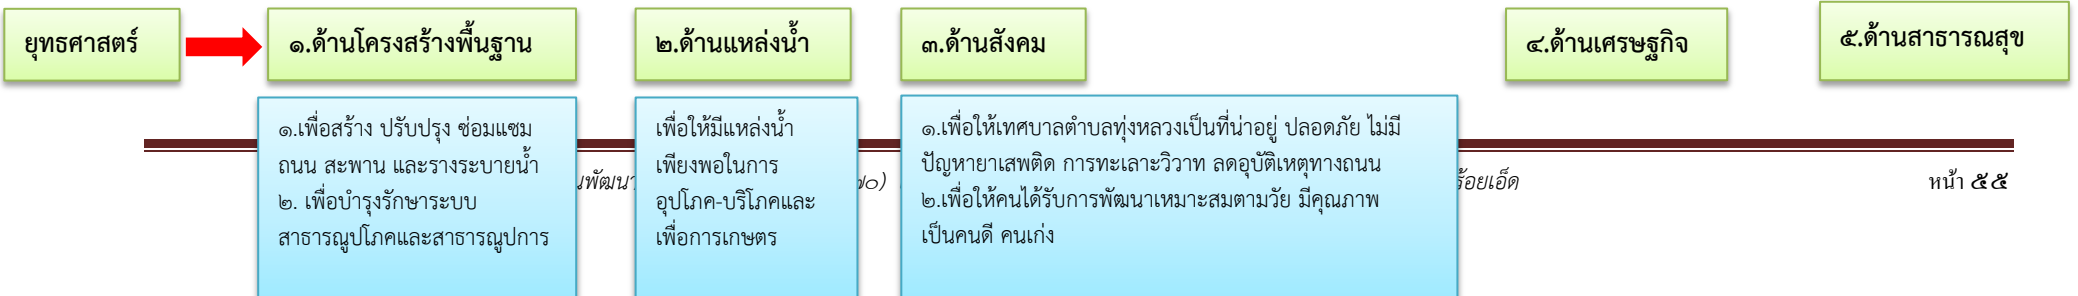 ยุทธศาสตร์
๑.ด้านโครงสร้างพื้นฐาน
๒.ด้านแหล่งน้ำ
๓.ด้านสังคม
๔.ด้านเศรษฐกิจ
๕.ด้านสาธารณสุข
๑.เพื่อสร้าง ปรับปรุง ซ่อมแซม
ถนน สะพาน และรางระบายน้ำ
๒. เพื่อบำรุงรักษาระบบ
สาธารณูปโภคและสาธารณูปการ
เพื่อให้มีแหล่งน้ำ
เพียงพอในการ
อุปโภค-บริโภคและ
เพื่อการเกษตร
๑.เพื่อให้เทศบาลตำบลทุ่งหลวงเป็นที่น่าอยู่ ปลอดภัย ไม่มี
ปัญหายาเสพติด การทะเลาะวิวาท ลดอุบัติเหตุทางถนน
๒.เพื่อให้คนได้รับการพัฒนาเหมาะสมตามวัย มีคุณภาพ
เป็นคนดี คนเก่ง
พัฒนา ๗๐) ร้อยเอ็ด หน้า ๕๕